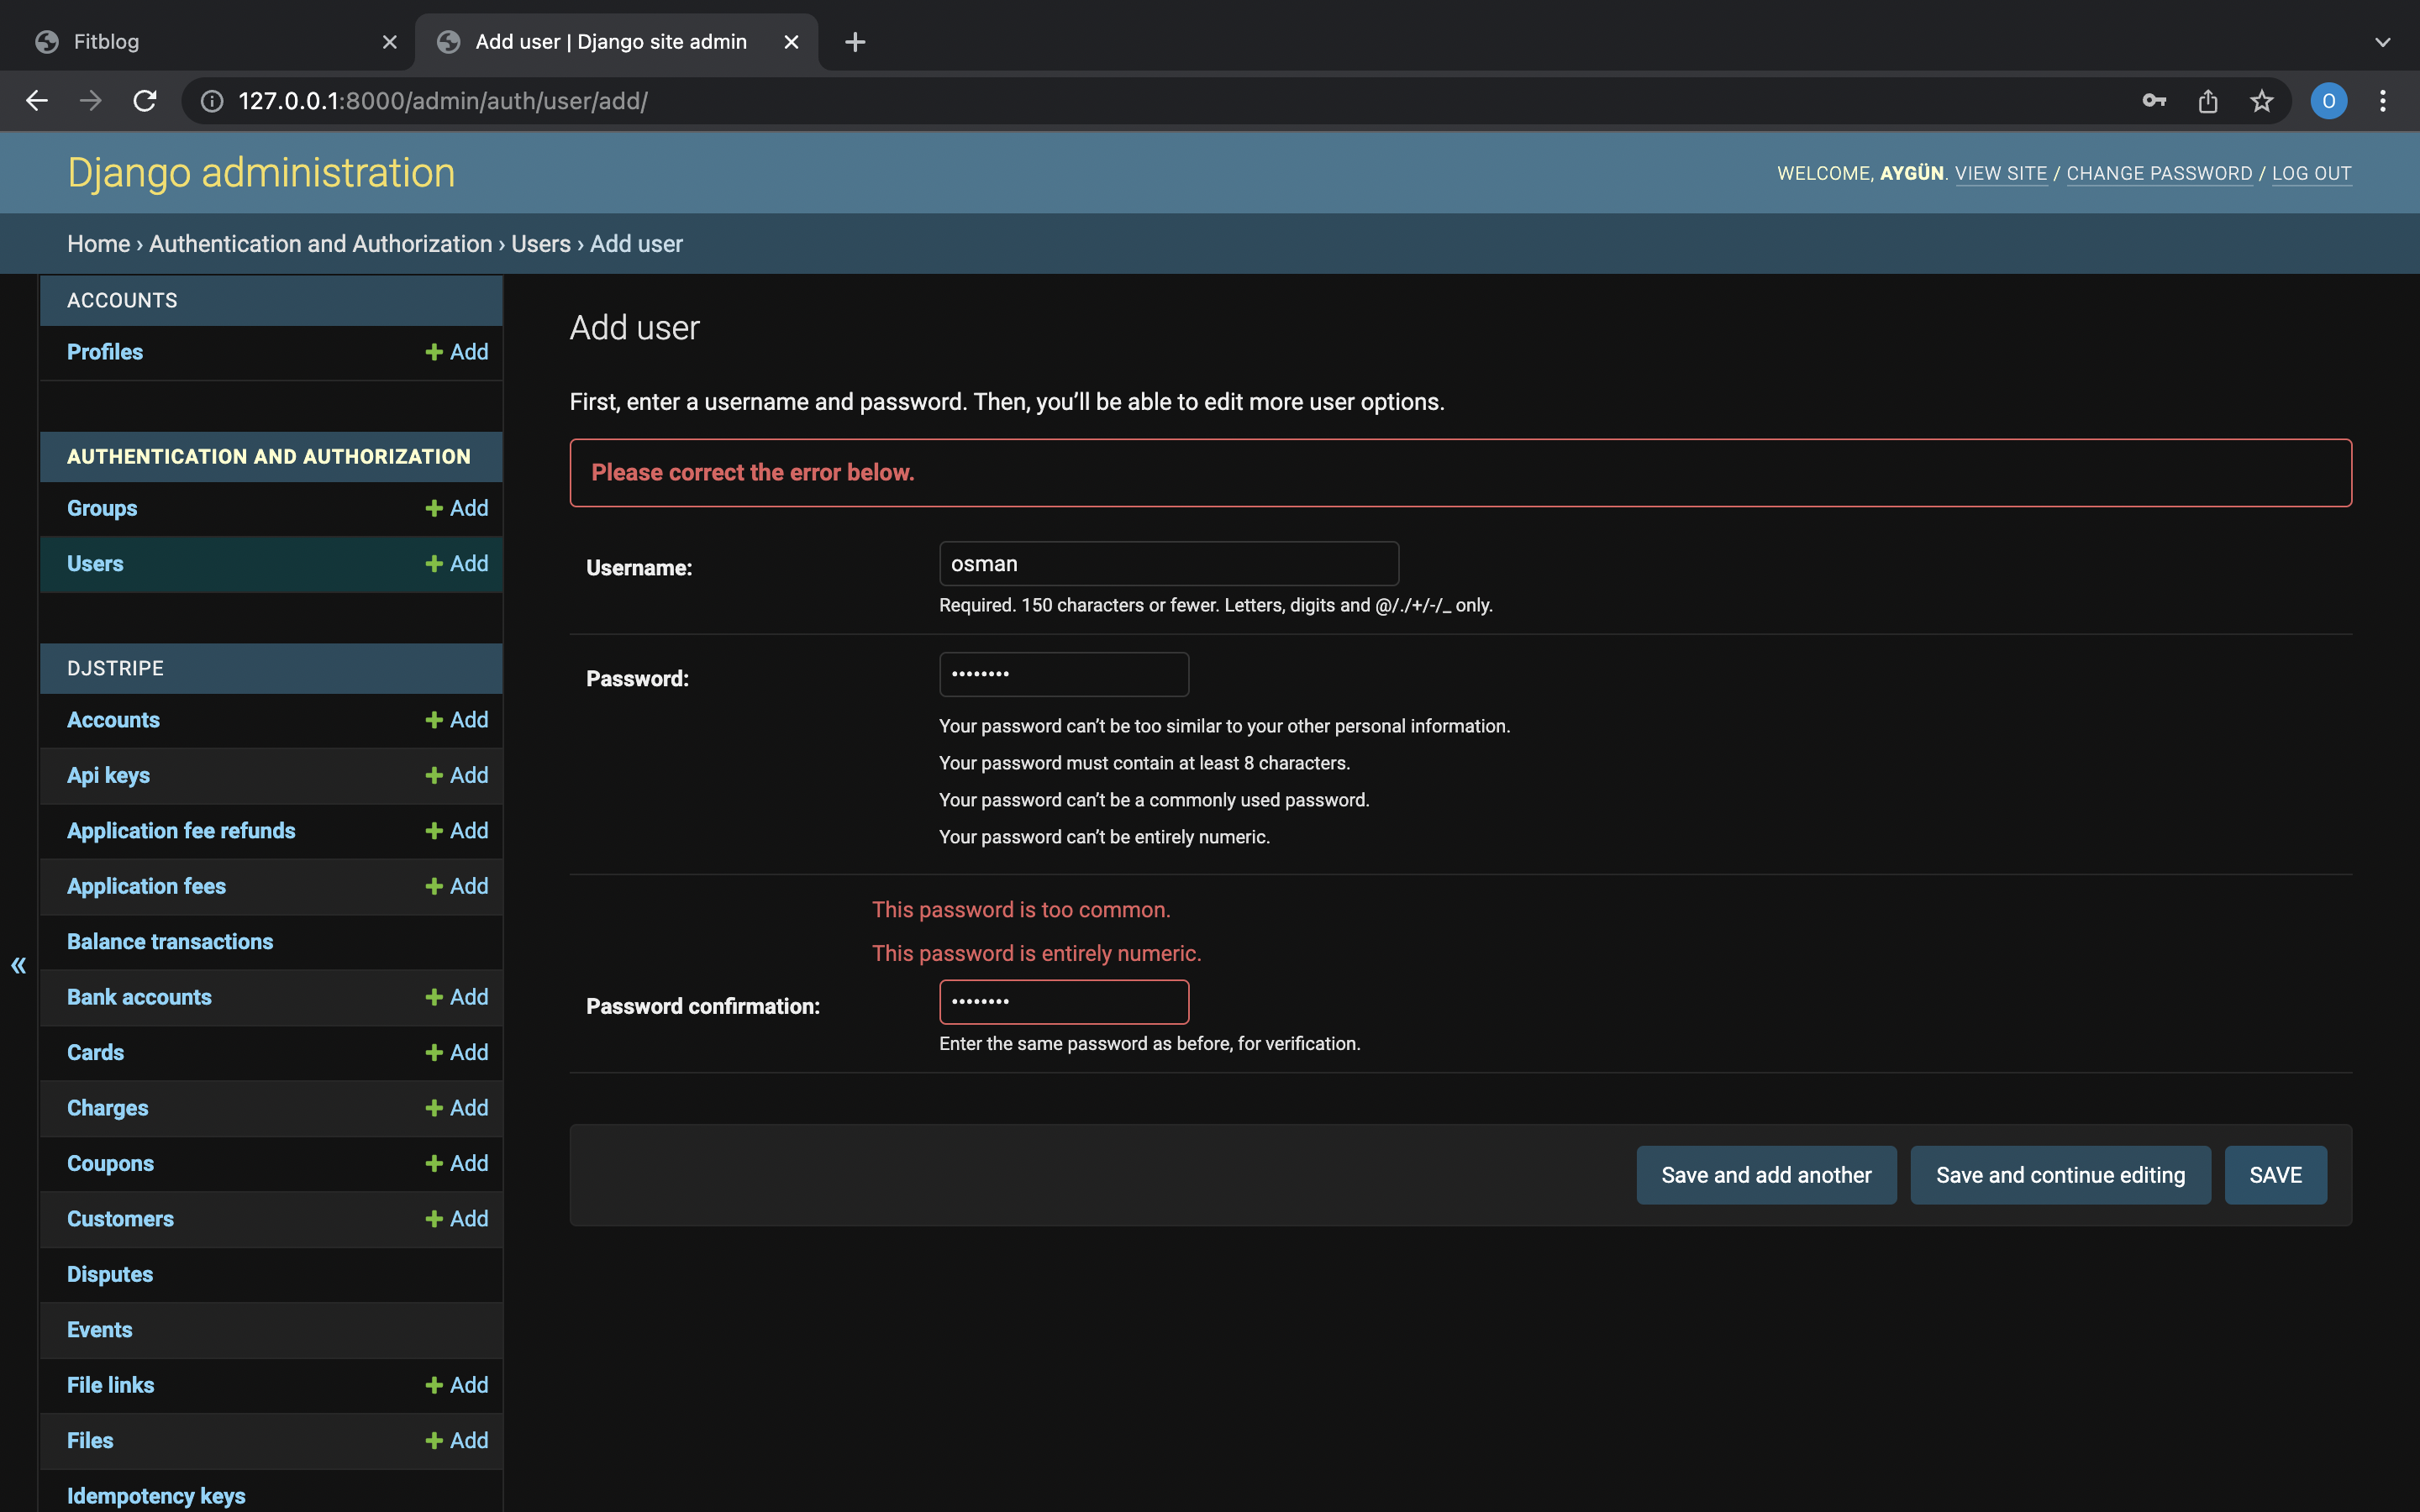 Fitblog
Add user | Django site admin
127.0.0.1:8000/admin/auth/user/add/
O
Django administration
WELCOME, AYGÜN. VIEW SITE / CHANGE PASSWORD / LOG OUT
Home › Authentication and Authorization › Users › Add user
ACCOUNTS
Profiles Add
AUTHENTICATION AND AUTHORIZATION
Groups Add
Users Add
DJSTRIPE
Accounts Add
Api keys Add
Application fee refunds Add
Application fees Add
Balance transactions
Bank accounts Add
Cards Add
Charges Add
Coupons Add
Customers Add
Disputes
Events
File links Add
Files Add
Idempotency keys
«
Add user
First, enter a username and password. Then, you’ll be able to edit more user options.
Please correct the error below.
Username: osman
Required. 150 characters or fewer. Letters, digits and @/./+/-/_ only.
Password: ••••••••
Your password can’t be too similar to your other personal information.
Your password must contain at least 8 characters.
Your password can’t be a commonly used password.
Your password can’t be entirely numeric.
This password is too common.
This password is entirely numeric.
Password confirmation: ••••••••
Enter the same password as before, for verification.
Save and add another Save and continue editing SAVE